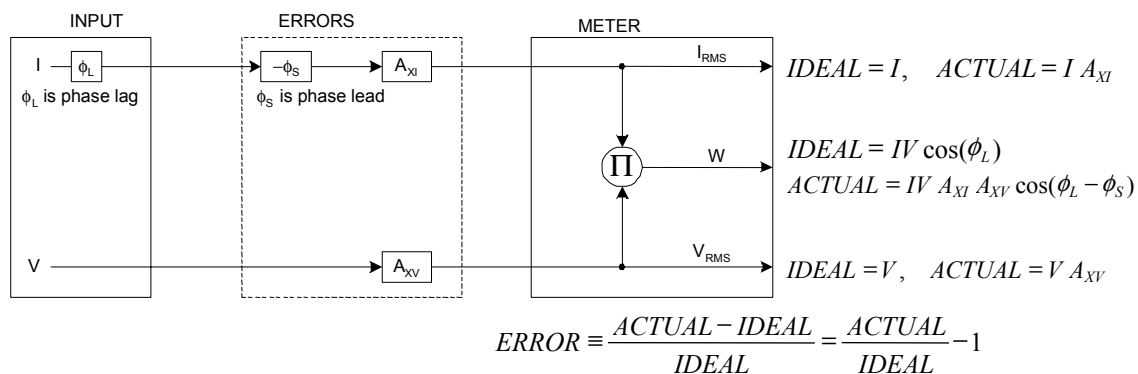 INPUT ERRORS METER
I φL −φS AXI IRMS IDEAL = I, ACTUAL = I AXI
φL is phase lag φS is phase lead
Π W IDEAL = IV cos(φL)
ACTUAL = IV AXI AXV cos(φL − φS)
V AXV VRMS IDEAL = V, ACTUAL = V AXV
ERROR ≡ (ACTUAL − IDEAL) / IDEAL = ACTUAL / IDEAL − 1